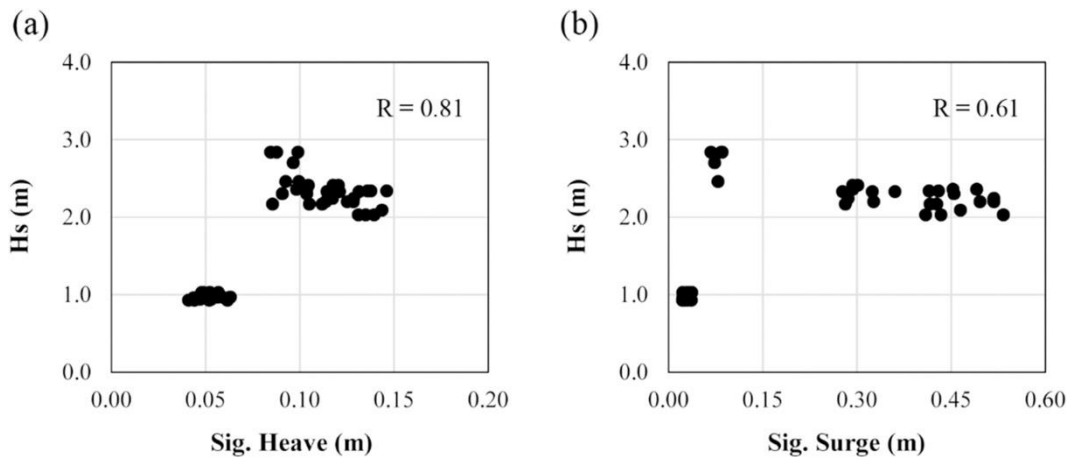 (a)
4.0
3.0
2.0
1.0
0.0
Hs (m)
R = 0.81
0.00 0.05 0.10 0.15 0.20
Sig. Heave (m)
(b)
4.0
3.0
2.0
1.0
0.0
Hs (m)
R = 0.61
0.00 0.15 0.30 0.45 0.60
Sig. Surge (m)